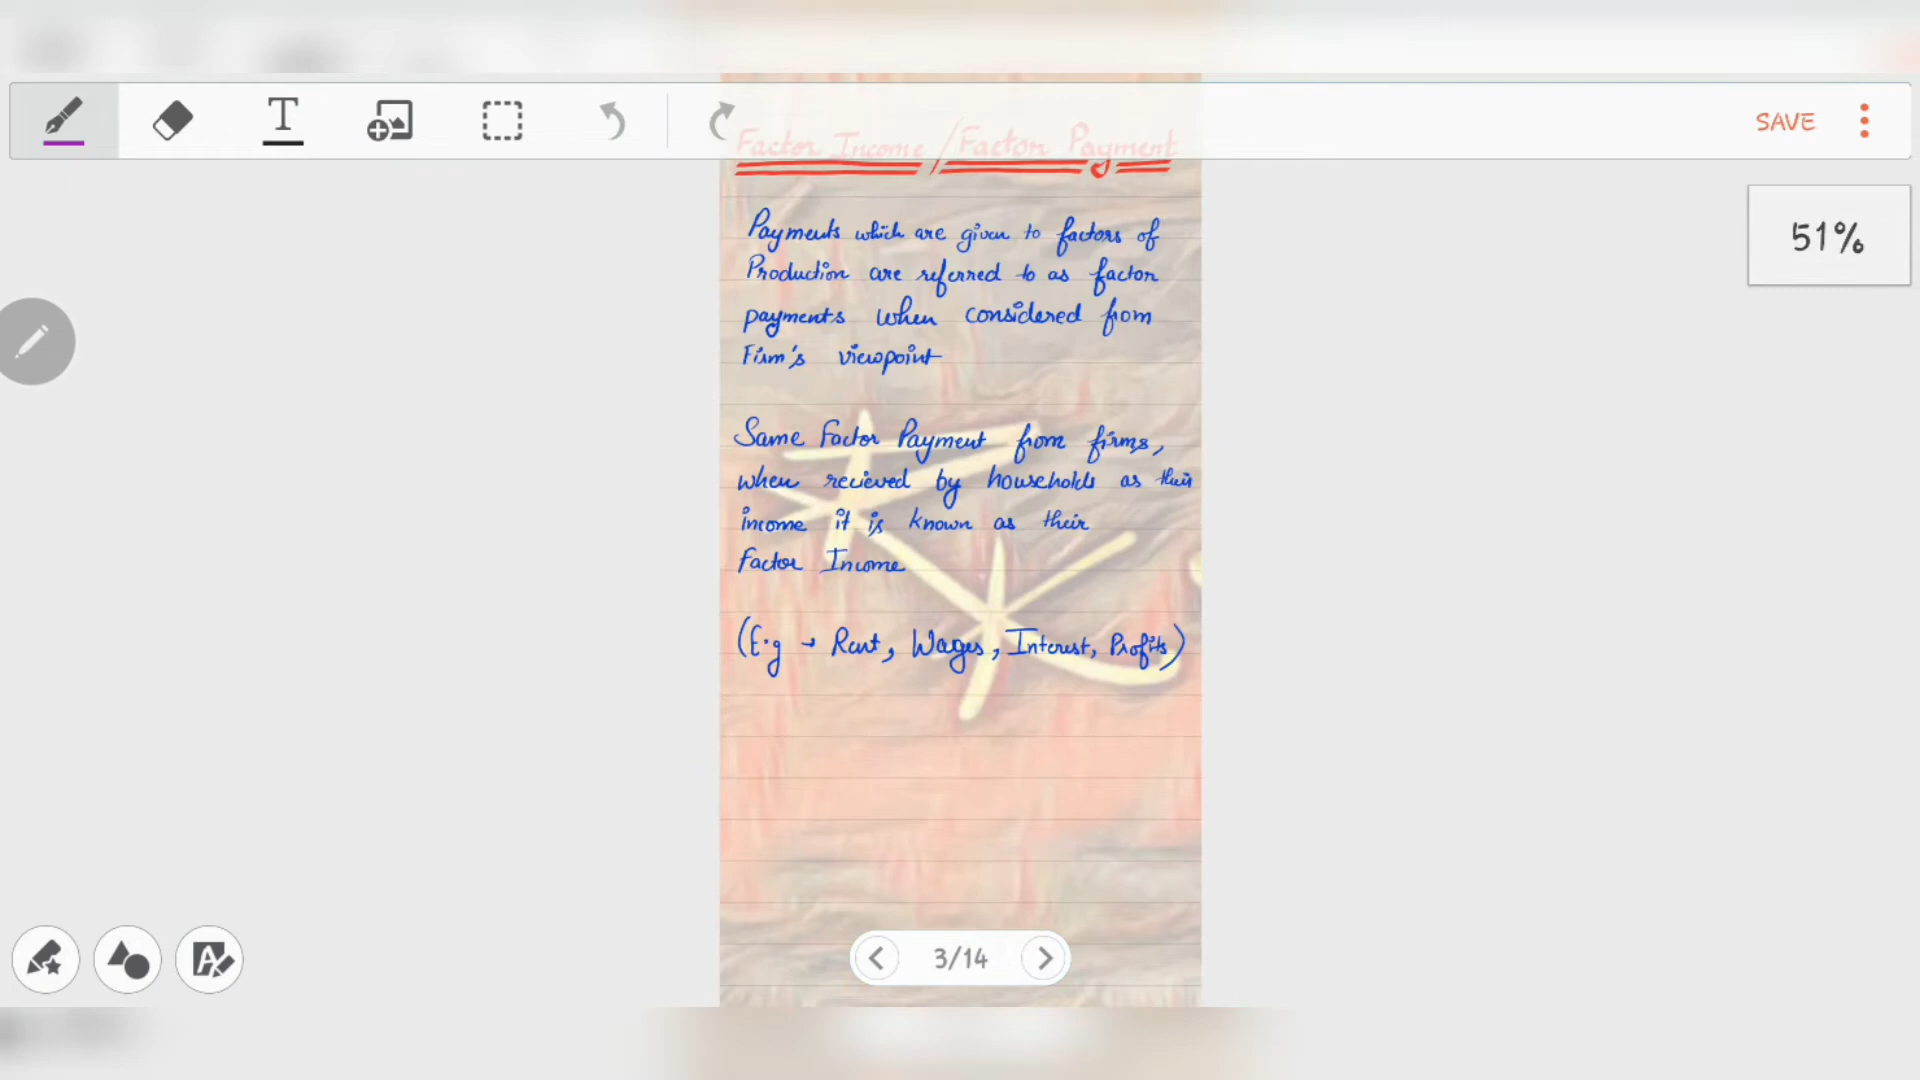 SAVE
Factor Income / Factor Payment
51%
Payments which are given to factors of
Production are referred to as factor
payments when considered from
Firm's viewpoint
Same Factor Payment from firms,
when recieved by households as their
income it is known as their
Factor Income
(E.g → Rent, Wages, Interest, Profits)
3/14